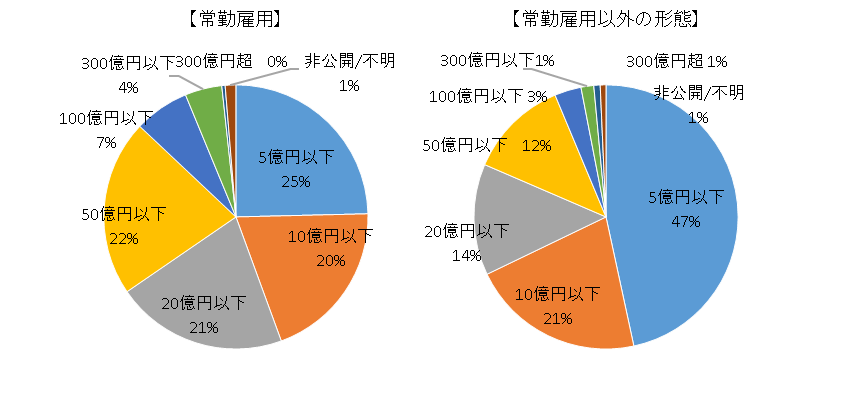 【常勤雇用】
300億円以下
4%
300億円超 0%
非公開/不明
1%
100億円以下
7%
5億円以下
25%
50億円以下
22%
10億円以下
20%
20億円以下
21%
【常勤雇用以外の形態】
300億円以下1%
300億円超 1%
非公開/不明
1%
100億円以下 3%
50億円以下 12%
5億円以下
47%
20億円以下
14%
10億円以下
21%